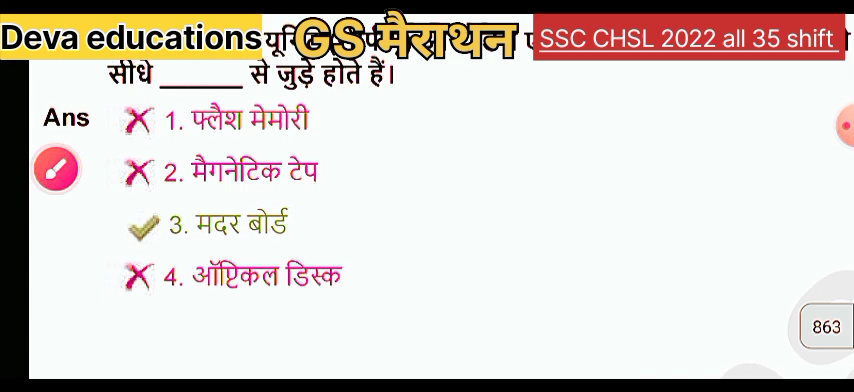 Deva educations GS मैराथन SSC CHSL 2022 all 35 shift
सीधे ______ से जुड़े होते हैं।
Ans 1. फ्लैश मेमोरी
2. मैगनेटिक टेप
3. मदर बोर्ड
4. ऑप्टिकल डिस्क
863